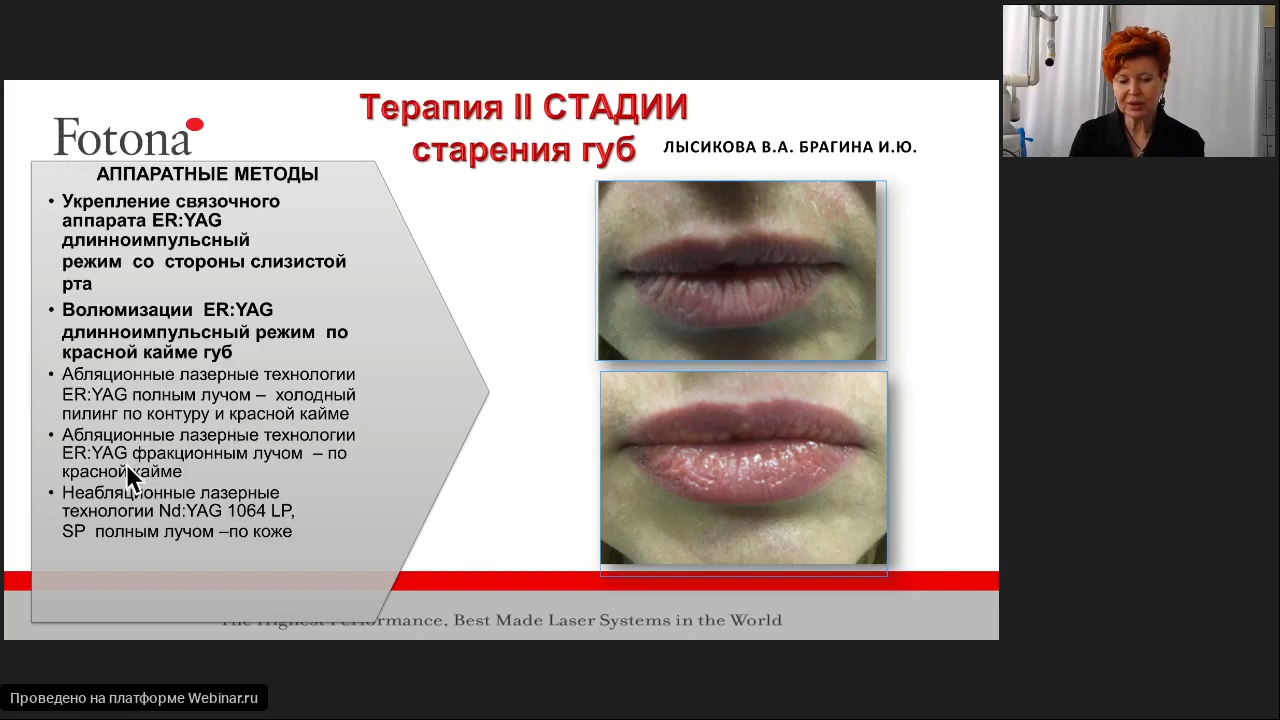 Терапия II СТАДИИ
старения губ
ЛЫСИКОВА В.А. БРАГИНА И.Ю.
Fotona
АППАРАТНЫЕ МЕТОДЫ
• Укрепление связочного
аппарата ER:YAG
длинноимпульсный
режим со стороны слизистой
рта
• Волюмизации ER:YAG
длинноимпульсный режим по
красной кайме губ
• Абляционные лазерные технологии
ER:YAG полным лучом – холодный
пилинг по контуру и красной кайме
• Абляционные лазерные технологии
ER:YAG фракционным лучом – по
красной кайме
• Неабляционные лазерные
технологии Nd:YAG 1064 LP,
SP полным лучом –по коже
The Highest Performance, Best Made Laser Systems in the World
Проведено на платформе Webinar.ru